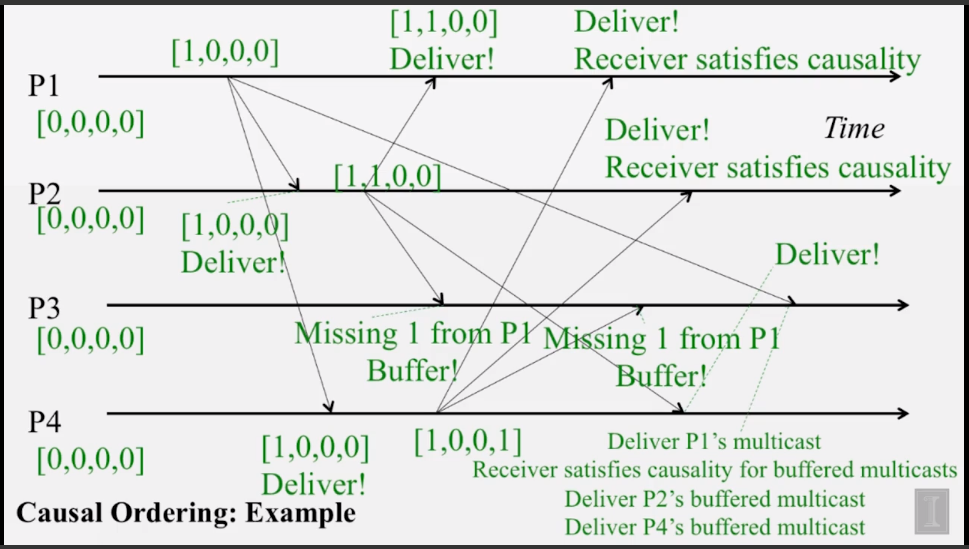 [1,1,0,0]
Deliver!
Deliver!
Receiver satisfies causality
[1,0,0,0]
P1
[0,0,0,0]
Time
Deliver!
Receiver satisfies causality
[1,1,0,0]
P2
[0,0,0,0]
[1,0,0,0]
Deliver!
Deliver!
P3
[0,0,0,0]
Missing 1 from P1
Buffer!
Missing 1 from P1
Buffer!
P4
[0,0,0,0]
[1,0,0,0]
Deliver!
[1,0,0,1]
Deliver P1's multicast
Receiver satisfies causality for buffered multicasts
Deliver P2's buffered multicast
Deliver P4's buffered multicast
Causal Ordering: Example
I